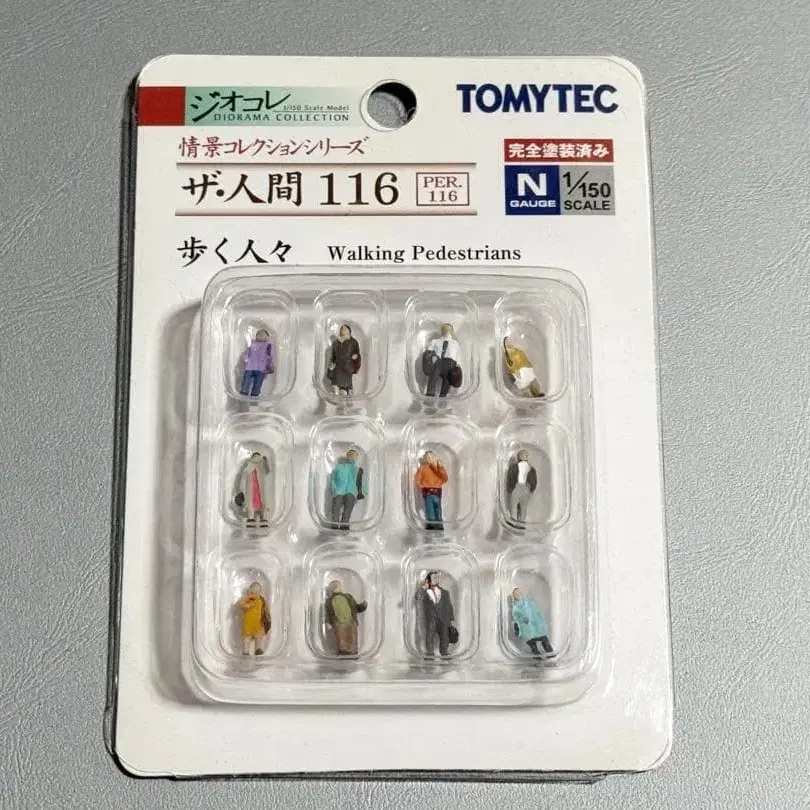 ジオコレ
1/150 Scale Model
DIORAMA COLLECTION
TOMYTEC
情景コレクションシリーズ
完全塗装済み
ザ・人間 116
PER.
116
N
GAUGE
1/150
SCALE
歩く人々 Walking Pedestrians